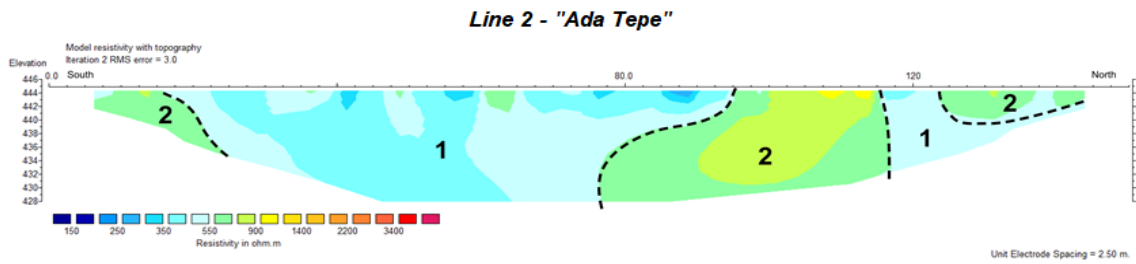 Line 2 - "Ada Tepe"
Model resistivity with topography
Iteration 2 RMS error = 3.0
Elevation
0.0 South 80.0 120 North
446
444
442
440
436
434
430
428
2 1 2 1 2
150 250 350 550 900 1400 2200 3400
Resistivity in ohm.m
Unit Electrode Spacing = 2.50 m.